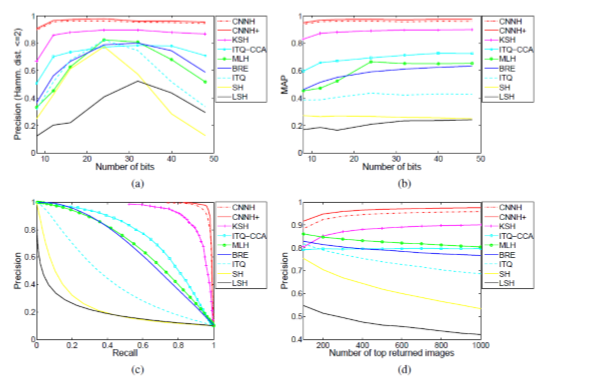 1
0.8
0.6
0.4
0.2
0
Precision (Hamm. dist. <=2)
10 20 30 40 50
Number of bits
CNNH
CNNH+
KSH
ITQ-CCA
MLH
BRE
ITQ
SH
LSH
(a)
1
0.8
0.6
0.4
0.2
0
MAP
10 20 30 40 50
Number of bits
CNNH
CNNH+
KSH
ITQ-CCA
MLH
BRE
ITQ
SH
LSH
(b)
1
0.8
0.6
0.4
0.2
0
Precision
0 0.2 0.4 0.6 0.8 1
Recall
CNNH
CNNH+
KSH
ITQ-CCA
MLH
BRE
ITQ
SH
LSH
(c)
1
0.9
0.8
0.7
0.6
0.5
0.4
Precision
200 400 600 800 1000
Number of top returned images
CNNH
CNNH+
KSH
ITQ-CCA
MLH
BRE
ITQ
SH
LSH
(d)